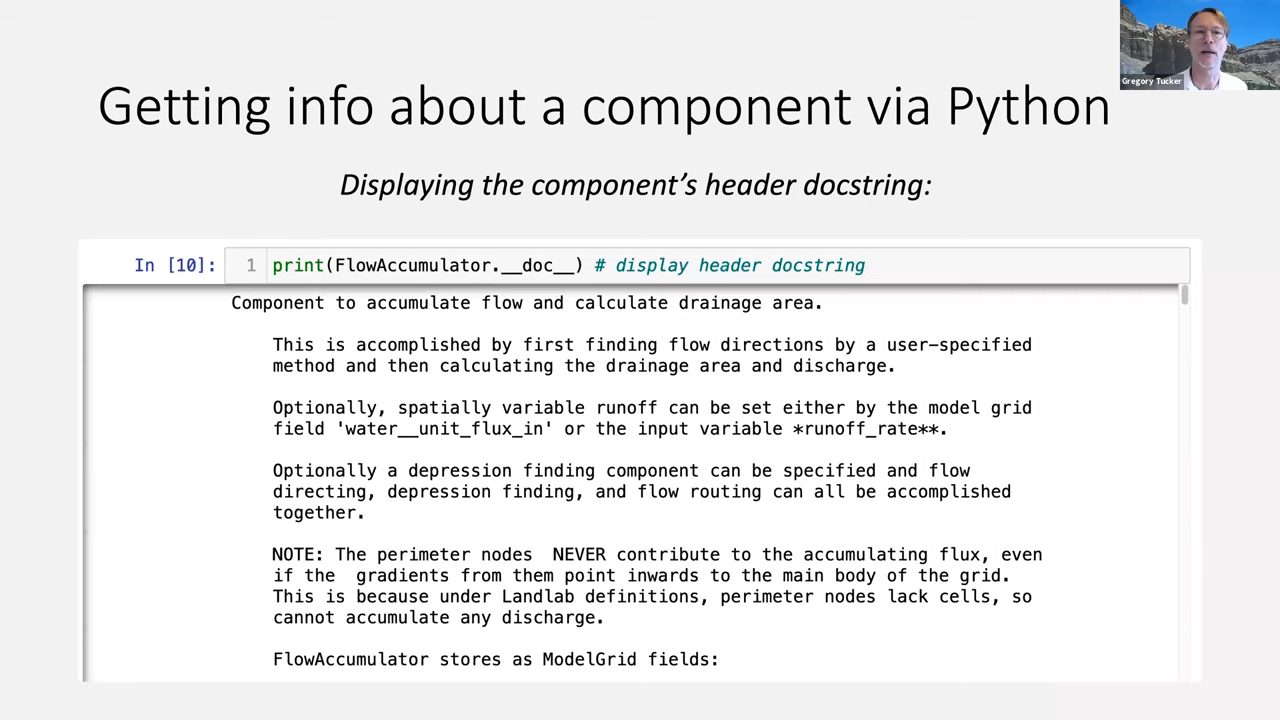 Gregory Tucker
Getting info about a component via Python
Displaying the component's header docstring:
In [10]: 1 print(FlowAccumulator.__doc__) # display header docstring
Component to accumulate flow and calculate drainage area.
This is accomplished by first finding flow directions by a user-specified
method and then calculating the drainage area and discharge.
Optionally, spatially variable runoff can be set either by the model grid
field 'water__unit_flux_in' or the input variable *runoff_rate**.
Optionally a depression finding component can be specified and flow
directing, depression finding, and flow routing can all be accomplished
together.
NOTE: The perimeter nodes  NEVER contribute to the accumulating flux, even
if the  gradients from them point inwards to the main body of the grid.
This is because under Landlab definitions, perimeter nodes lack cells, so
cannot accumulate any discharge.
FlowAccumulator stores as ModelGrid fields: